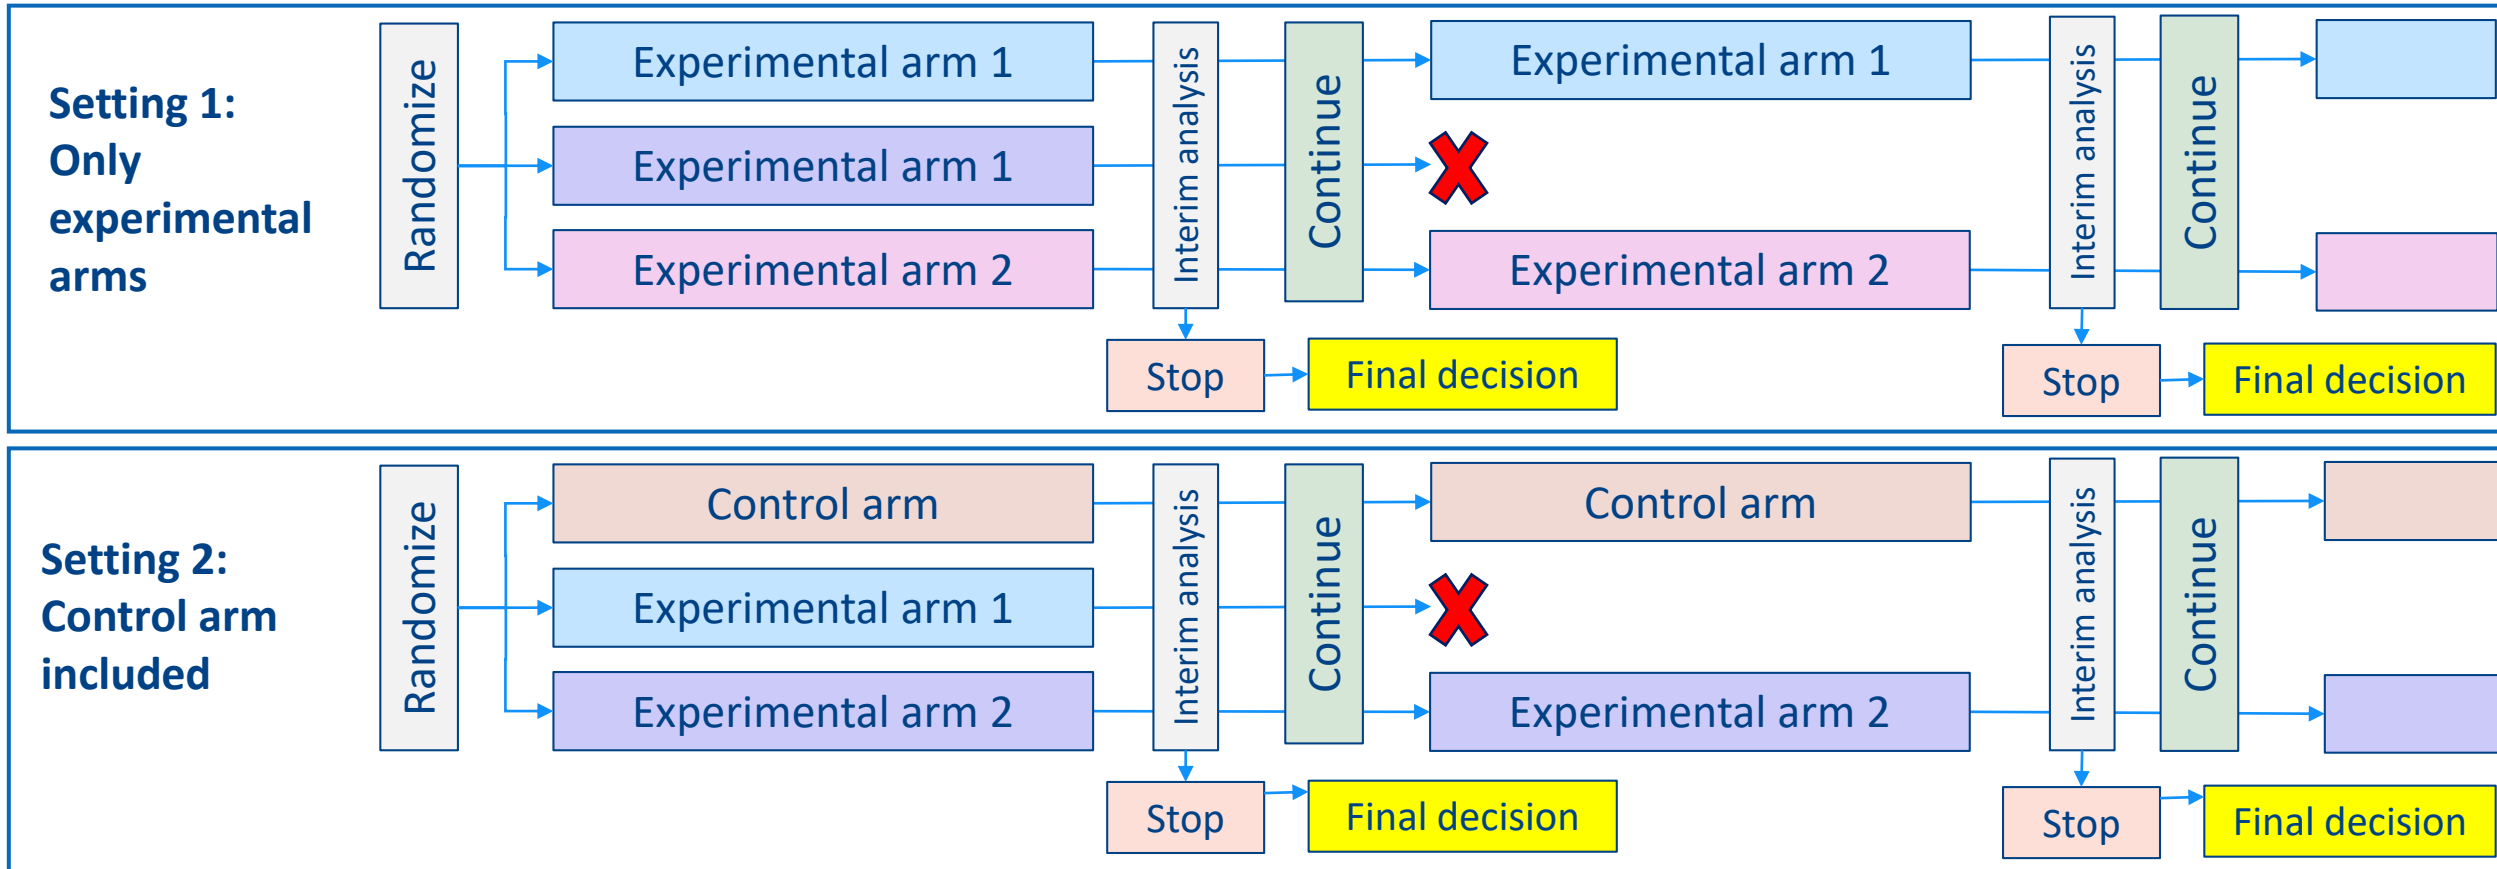 Setting 1:
Only
experimental
arms
Randomize
Experimental arm 1
Experimental arm 1
Experimental arm 2
Interim analysis
Continue
Experimental arm 1
Experimental arm 2
Interim analysis
Continue
Stop
Final decision
Stop
Final decision
Setting 2:
Control arm
included
Randomize
Control arm
Experimental arm 1
Experimental arm 2
Interim analysis
Continue
Control arm
Experimental arm 2
Interim analysis
Continue
Stop
Final decision
Stop
Final decision